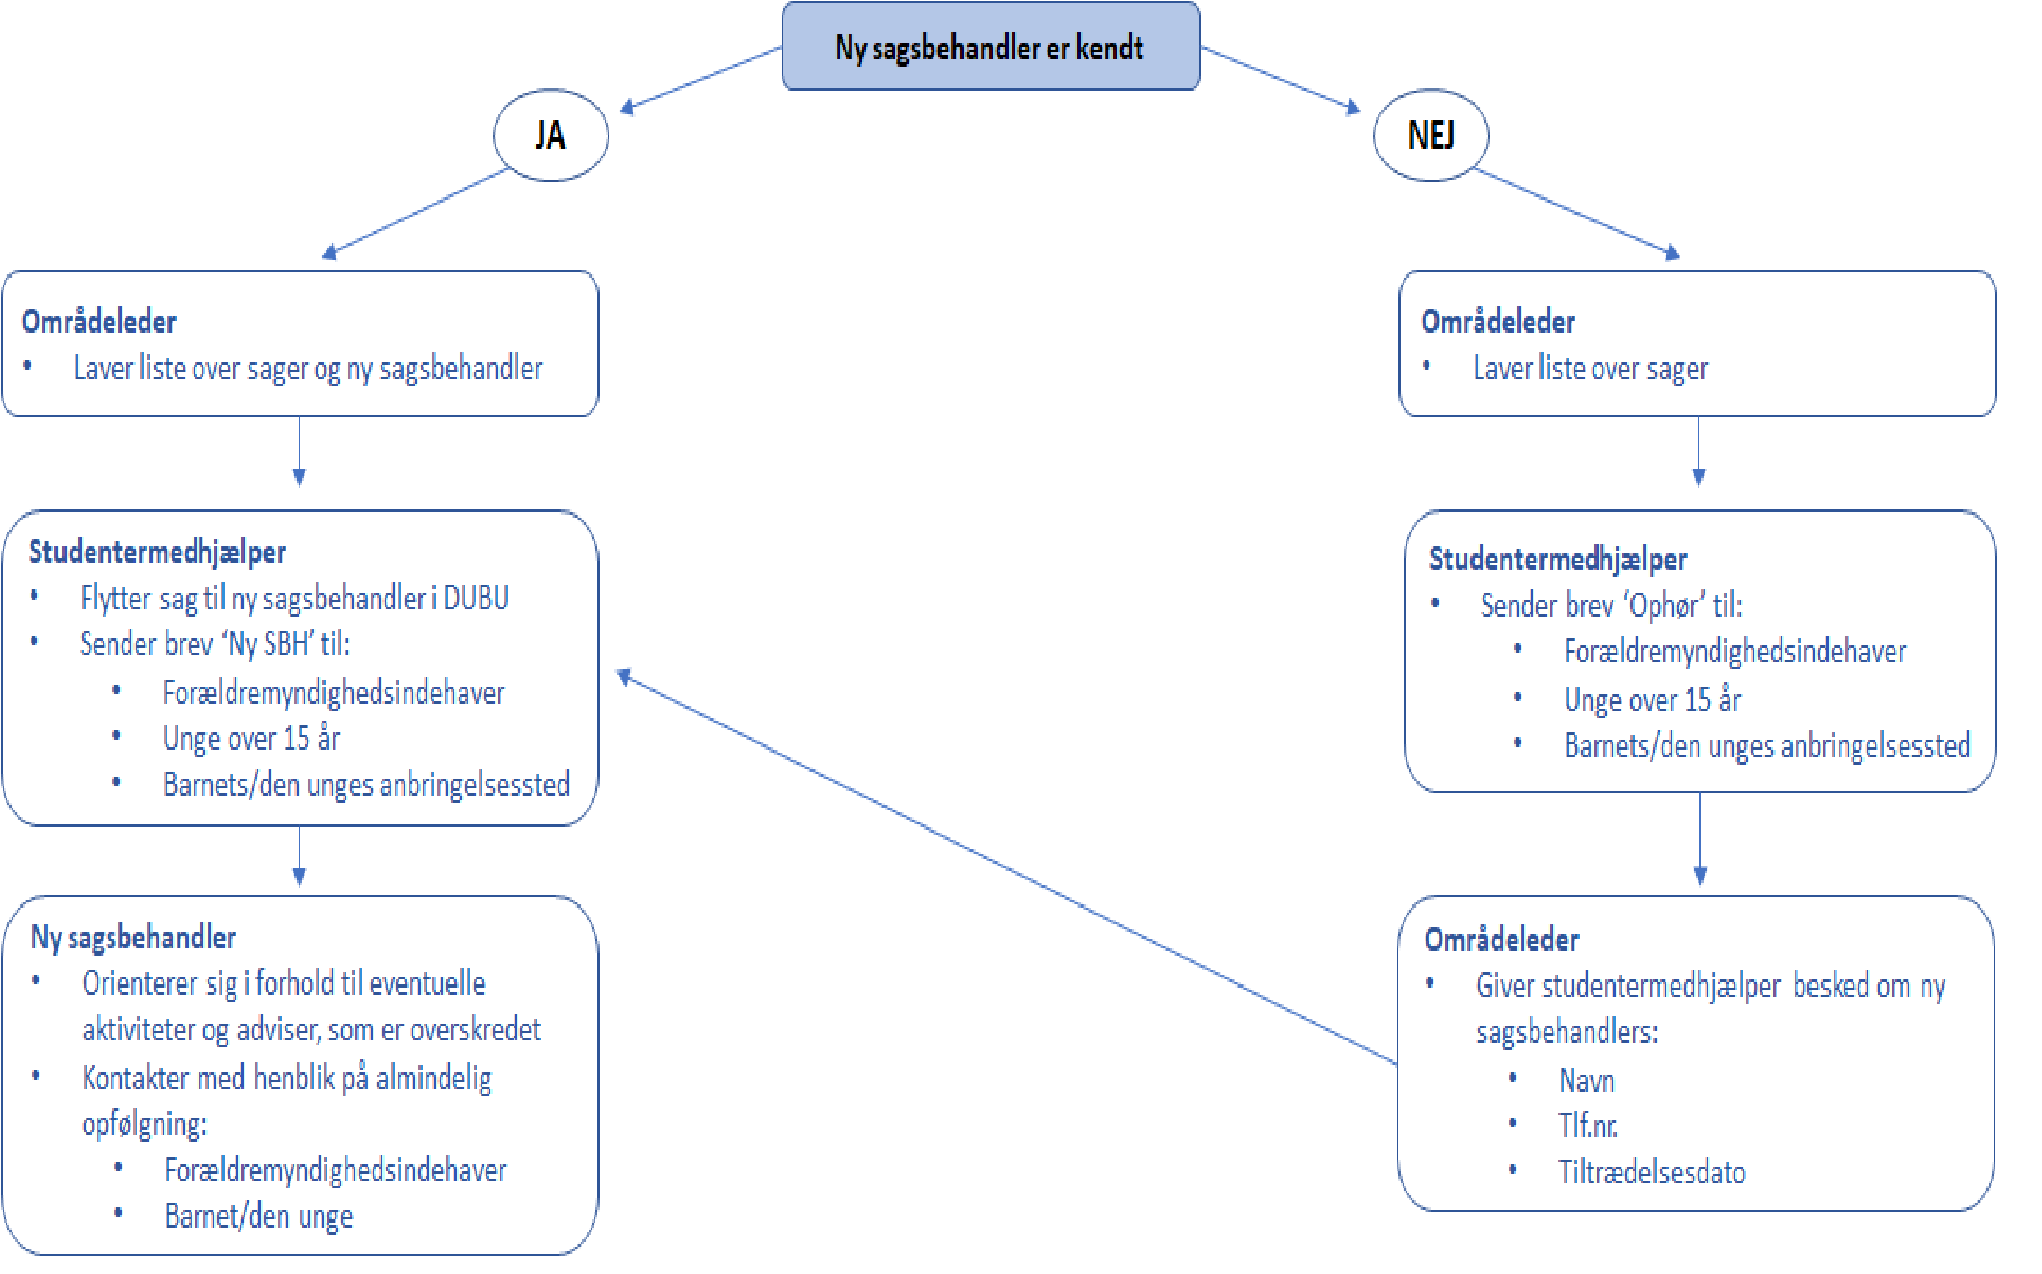 Ny sagsbehandler er kendt
JA
NEJ
Områdeleder
• Laver liste over sager og ny sagsbehandler
Områdeleder
• Laver liste over sager
Studentermedhjælper
• Flytter sag til ny sagsbehandler i DUBU
• Sender brev ‘Ny SBH’ til:
• Forældremyndighedsindehaver
• Unge over 15 år
• Barnets/den unges anbringelsessted
Studentermedhjælper
• Sender brev ‘Ophør’ til:
• Forældremyndighedsindehaver
• Unge over 15 år
• Barnets/den unges anbringelsessted
Ny sagsbehandler
• Orienterer sig i forhold til eventuelle
aktiviteter og adviser, som er overskredet
• Kontakter med henblik på almindelig
opfølgning:
• Forældremyndighedsindehaver
• Barnet/den unge
Områdeleder
• Giver studentermedhjælper besked om ny
sagsbehandlers:
• Navn
• Tlf.nr.
• Tiltrædelsesdato